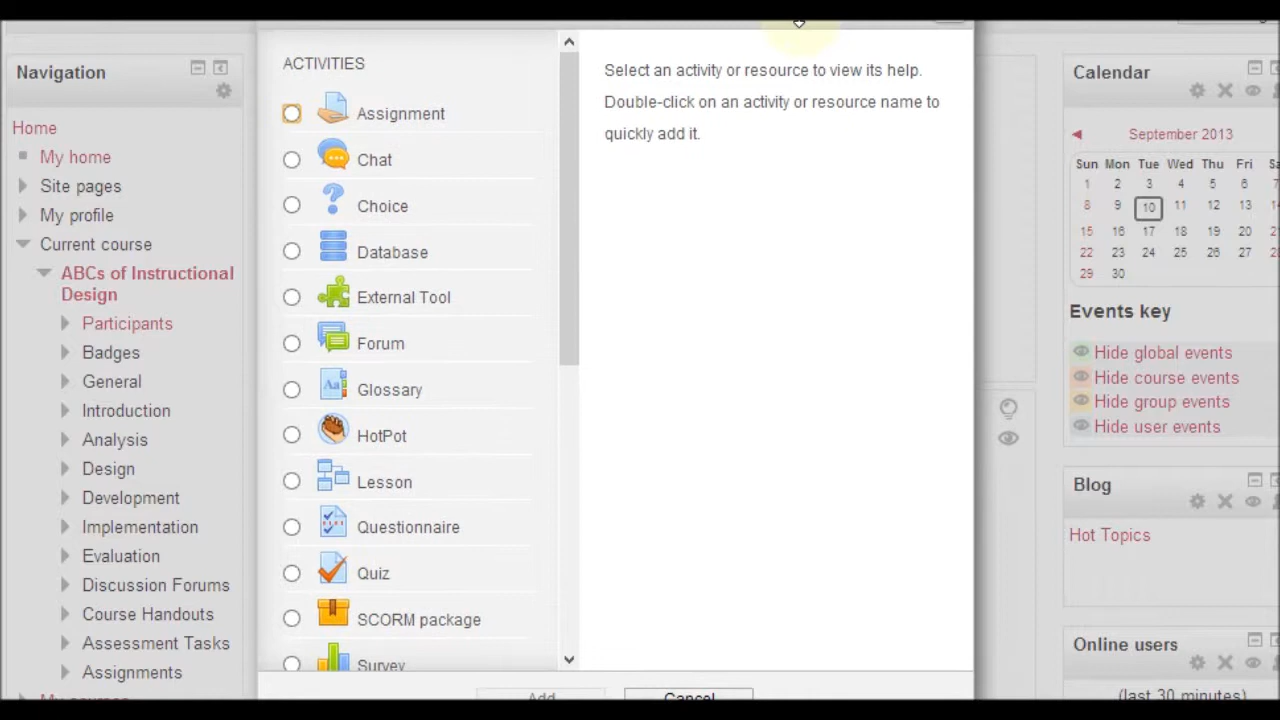 Navigation
Home
My home
Site pages
My profile
Current course
ABCs of Instructional
Design
Participants
Badges
General
Introduction
Analysis
Design
Development
Implementation
Evaluation
Discussion Forums
Course Handouts
Assessment Tasks
Assignments
ACTIVITIES
Assignment
Chat
Choice
Database
External Tool
Forum
Glossary
HotPot
Lesson
Questionnaire
Quiz
SCORM package
Survey
Add
Cancel
Select an activity or resource to view its help.
Double-click on an activity or resource name to
quickly add it.
Calendar
September 2013
Sun Mon Tue Wed Thu Fri
1 2 3 4 5 6
8 9 10 11 12 13
15 16 17 18 19 20
22 23 24 25 26 27
29 30
Events key
Hide global events
Hide course events
Hide group events
Hide user events
Blog
Hot Topics
Online users
(last 30 minutes)